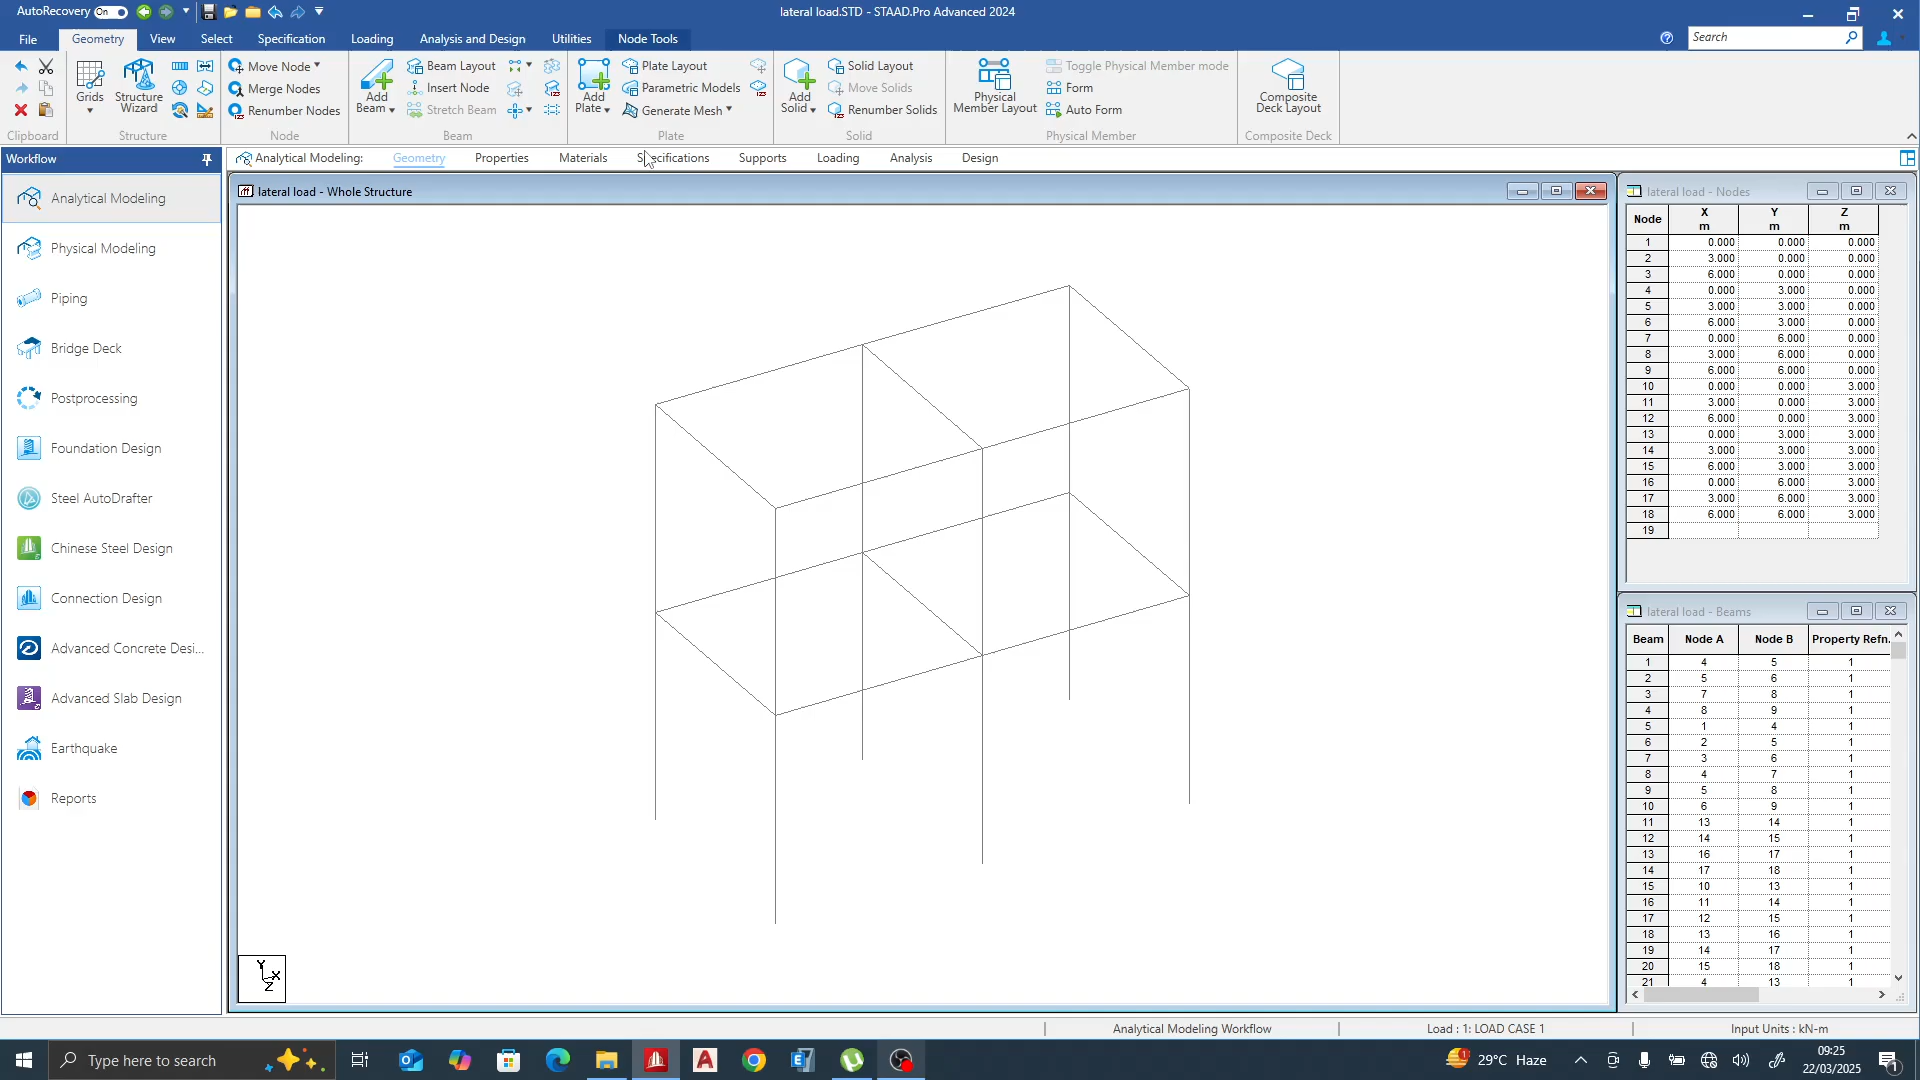 AutoRecovery On
lateral load.STD - STAAD.Pro Advanced 2024
File Geometry View Select Specification Loading Analysis and Design Utilities Node Tools
Search
Grids
Structure Wizard
Move Node
Merge Nodes
Renumber Nodes
Add Beam
Beam Layout
Insert Node
Stretch Beam
Add Plate
Plate Layout
Parametric Models
Generate Mesh
Add Solid
Solid Layout
Move Solids
Renumber Solids
Physical Member Layout
Toggle Physical Member mode
Form
Auto Form
Composite Deck Layout
Clipboard Structure Node Beam Plate Solid Physical Member Composite Deck
Workflow
Analytical Modeling: Geometry Properties Materials Specifications Supports Loading Analysis Design
Analytical Modeling
Physical Modeling
Piping
Bridge Deck
Postprocessing
Foundation Design
Steel AutoDrafter
Chinese Steel Design
Connection Design
Advanced Concrete Desi...
Advanced Slab Design
Earthquake
Reports
lateral load - Whole Structure
Y
X
Z
lateral load - Nodes
Node X m Y m Z m
1 0.000 0.000 0.000
2 3.000 0.000 0.000
3 6.000 0.000 0.000
4 0.000 3.000 0.000
5 3.000 3.000 0.000
6 6.000 3.000 0.000
7 0.000 6.000 0.000
8 3.000 6.000 0.000
9 6.000 6.000 0.000
10 0.000 0.000 3.000
11 3.000 0.000 3.000
12 6.000 0.000 3.000
13 0.000 3.000 3.000
14 3.000 3.000 3.000
15 6.000 3.000 3.000
16 0.000 6.000 3.000
17 3.000 6.000 3.000
18 6.000 6.000 3.000
19
lateral load - Beams
Beam Node A Node B Property Refn.
1 4 5 1
2 5 6 1
3 7 8 1
4 8 9 1
5 1 4 1
6 2 5 1
7 3 6 1
8 4 7 1
9 5 8 1
10 6 9 1
11 13 14 1
12 14 15 1
13 16 17 1
14 17 18 1
15 10 13 1
16 11 14 1
17 12 15 1
18 13 16 1
19 14 17 1
20 15 18 1
21 4 13 1
Analytical Modeling Workflow
Load : 1: LOAD CASE 1
Input Units : kN-m
Type here to search
29°C Haze
09:25
22/03/2025